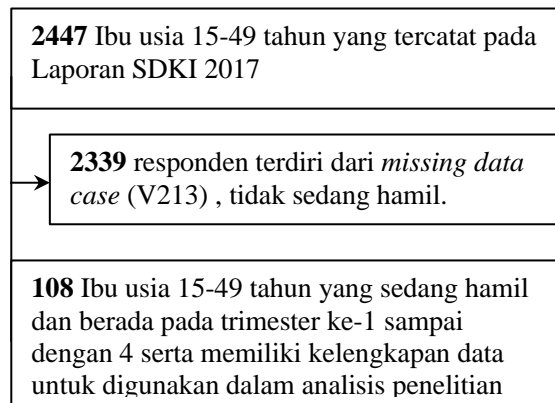 2447 Ibu usia 15-49 tahun yang tercatat pada
Laporan SDKI 2017
2339 responden terdiri dari missing data
case (V213) , tidak sedang hamil.
108 Ibu usia 15-49 tahun yang sedang hamil
dan berada pada trimester ke-1 sampai
dengan 4 serta memiliki kelengkapan data
untuk digunakan dalam analisis penelitian